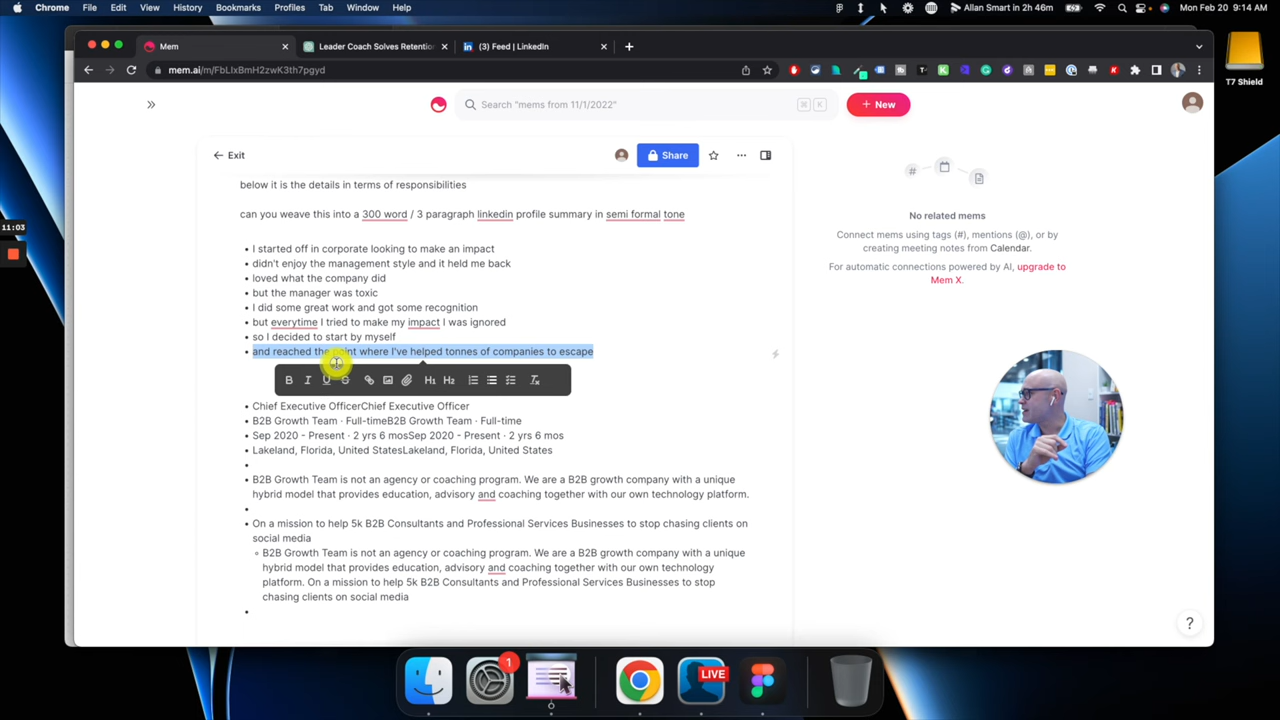 Chrome File Edit View History Bookmarks Profiles Tab Window Help
Allan Smart in 2h 46m
Mon Feb 20 9:14 AM
Mem
Leader Coach Solves Retention
(3) Feed | LinkedIn
mem.ai/m/FbLIxBmH2zwK3th7pgyd
T7 Shield
Search "mems from 11/1/2022"
K
+ New
11:03
Exit
Share
below it is the details in terms of responsibilities
can you weave this into a 300 word / 3 paragraph linkedin profile summary in semi formal tone
• I started off in corporate looking to make an impact
• didn't enjoy the management style and it held me back
• loved what the company did
• but the manager was toxic
• I did some great work and got some recognition
• but everytime I tried to make my impact I was ignored
• so I decided to start by myself
• and reached the point where I've helped tonnes of companies to escape
B I U S H1 H2
• Chief Executive OfficerChief Executive Officer
• B2B Growth Team · Full-timeB2B Growth Team · Full-time
• Sep 2020 - Present · 2 yrs 6 mosSep 2020 - Present · 2 yrs 6 mos
• Lakeland, Florida, United StatesLakeland, Florida, United States
• B2B Growth Team is not an agency or coaching program. We are a B2B growth company with a unique
hybrid model that provides education, advisory and coaching together with our own technology platform.
• On a mission to help 5k B2B Consultants and Professional Services Businesses to stop chasing clients on
social media
B2B Growth Team is not an agency or coaching program. We are a B2B growth company with a unique
hybrid model that provides education, advisory and coaching together with our own technology
platform. On a mission to help 5k B2B Consultants and Professional Services Businesses to stop
chasing clients on social media
#
No related mems
Connect mems using tags (#), mentions (@), or by
creating meeting notes from Calendar.
For automatic connections powered by AI, upgrade to
Mem X.
?
1
LIVE